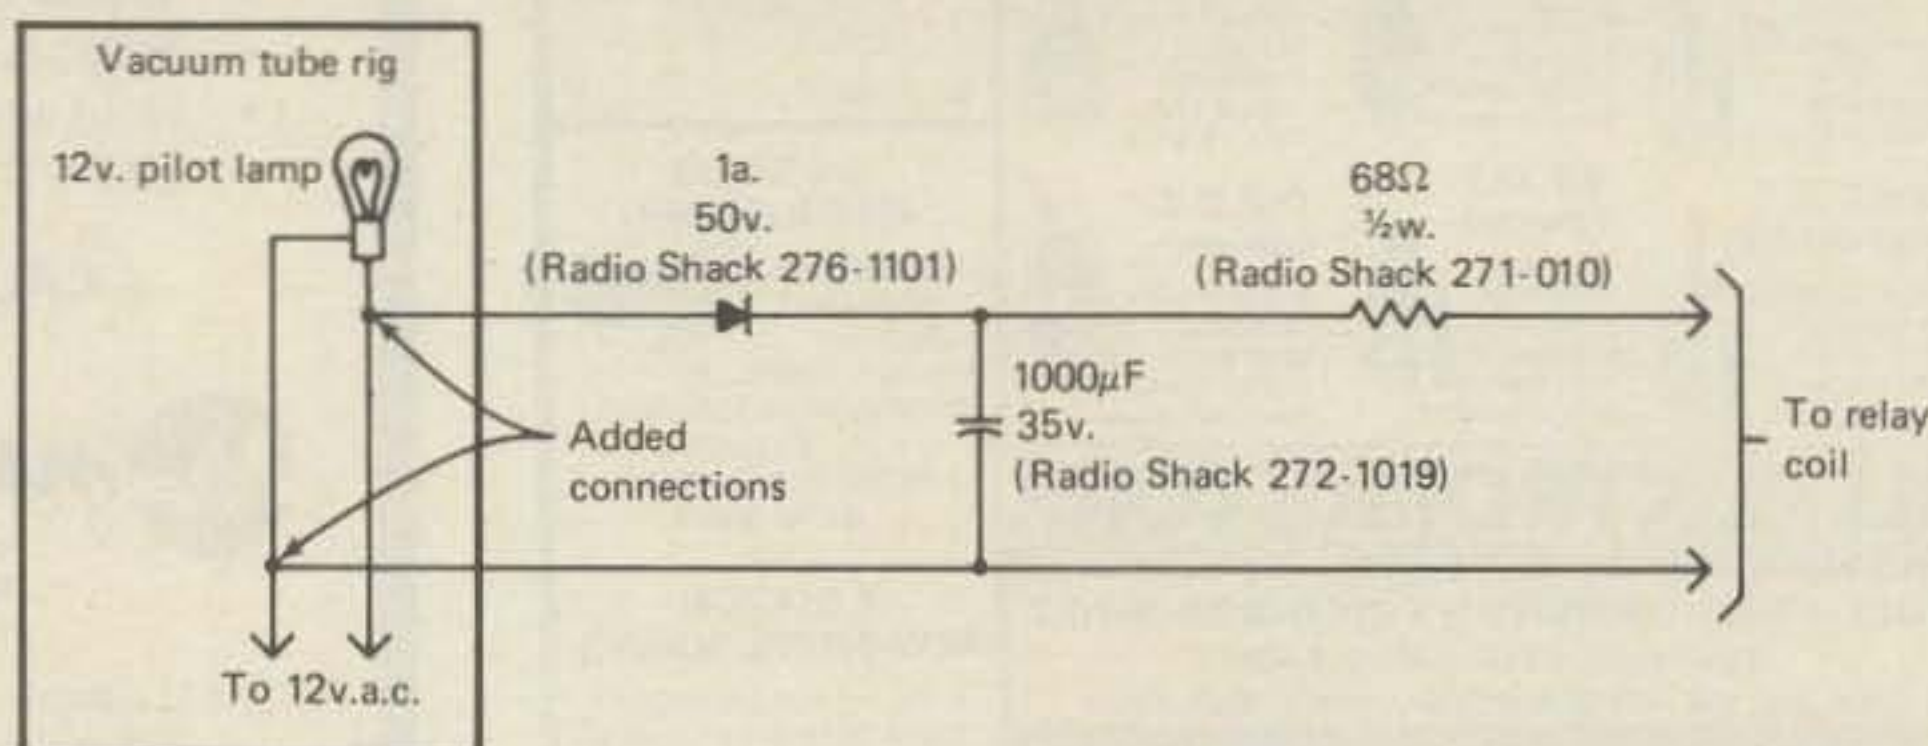 Vacuum tube rig
12v. pilot lamp
1a.
50v.
(Radio Shack 276-1101)
68Ω
½w.
(Radio Shack 271-010)
1000μF
35v.
(Radio Shack 272-1019)
Added
connections
To relay
coil
To 12v.a.c.